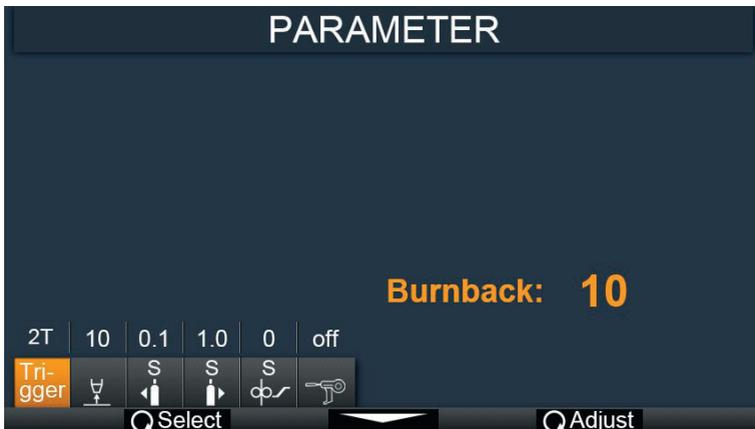 PARAMETER
Burnback: 10
2T 10 0.1 1.0 0 off
Tri-
gger S S S
Select Adjust